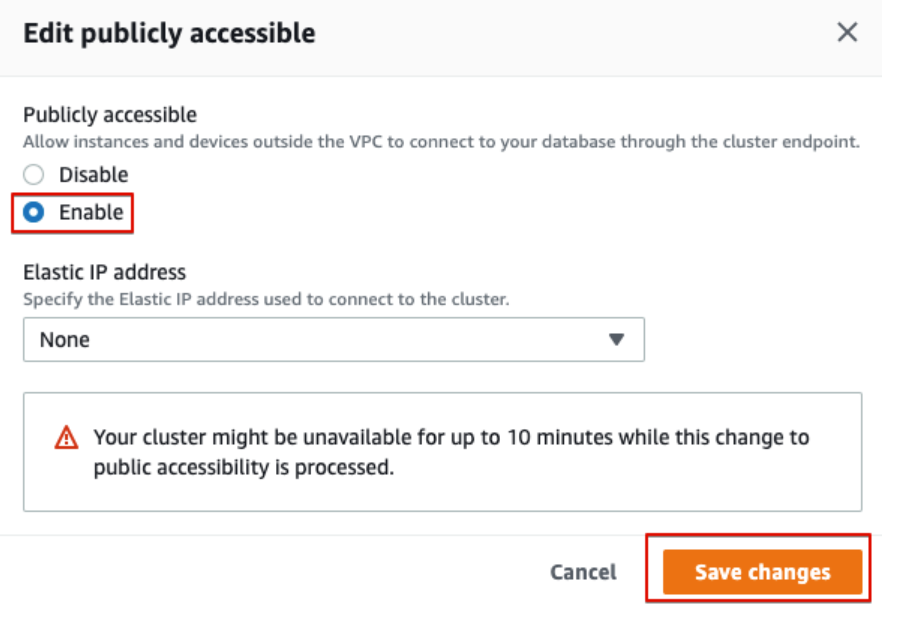 Edit publicly accessible
Publicly accessible
Allow instances and devices outside the VPC to connect to your database through the cluster endpoint.
Disable
Enable
Elastic IP address
Specify the Elastic IP address used to connect to the cluster.
None
Your cluster might be unavailable for up to 10 minutes while this change to
public accessibility is processed.
Cancel
Save changes